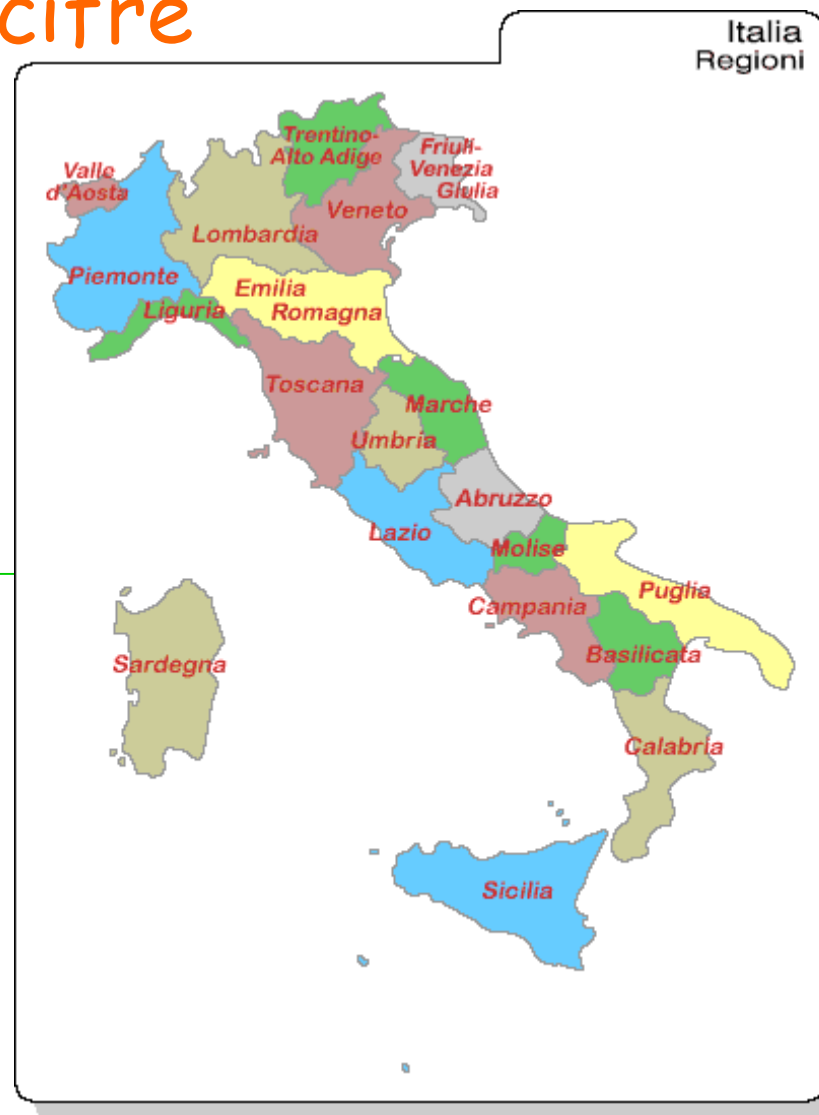 cifre
Italia
Regioni
Trentino-
Alto Adige
Friuli-
Venezia
Giulia
Valle
d'Aosta
Veneto
Lombardia
Piemonte
Emilia
Romagna
Liguria
Toscana
Marche
Umbria
Abruzzo
Lazio
Molise
Puglia
Campania
Basilicata
Sardegna
Calabria
Sicilia